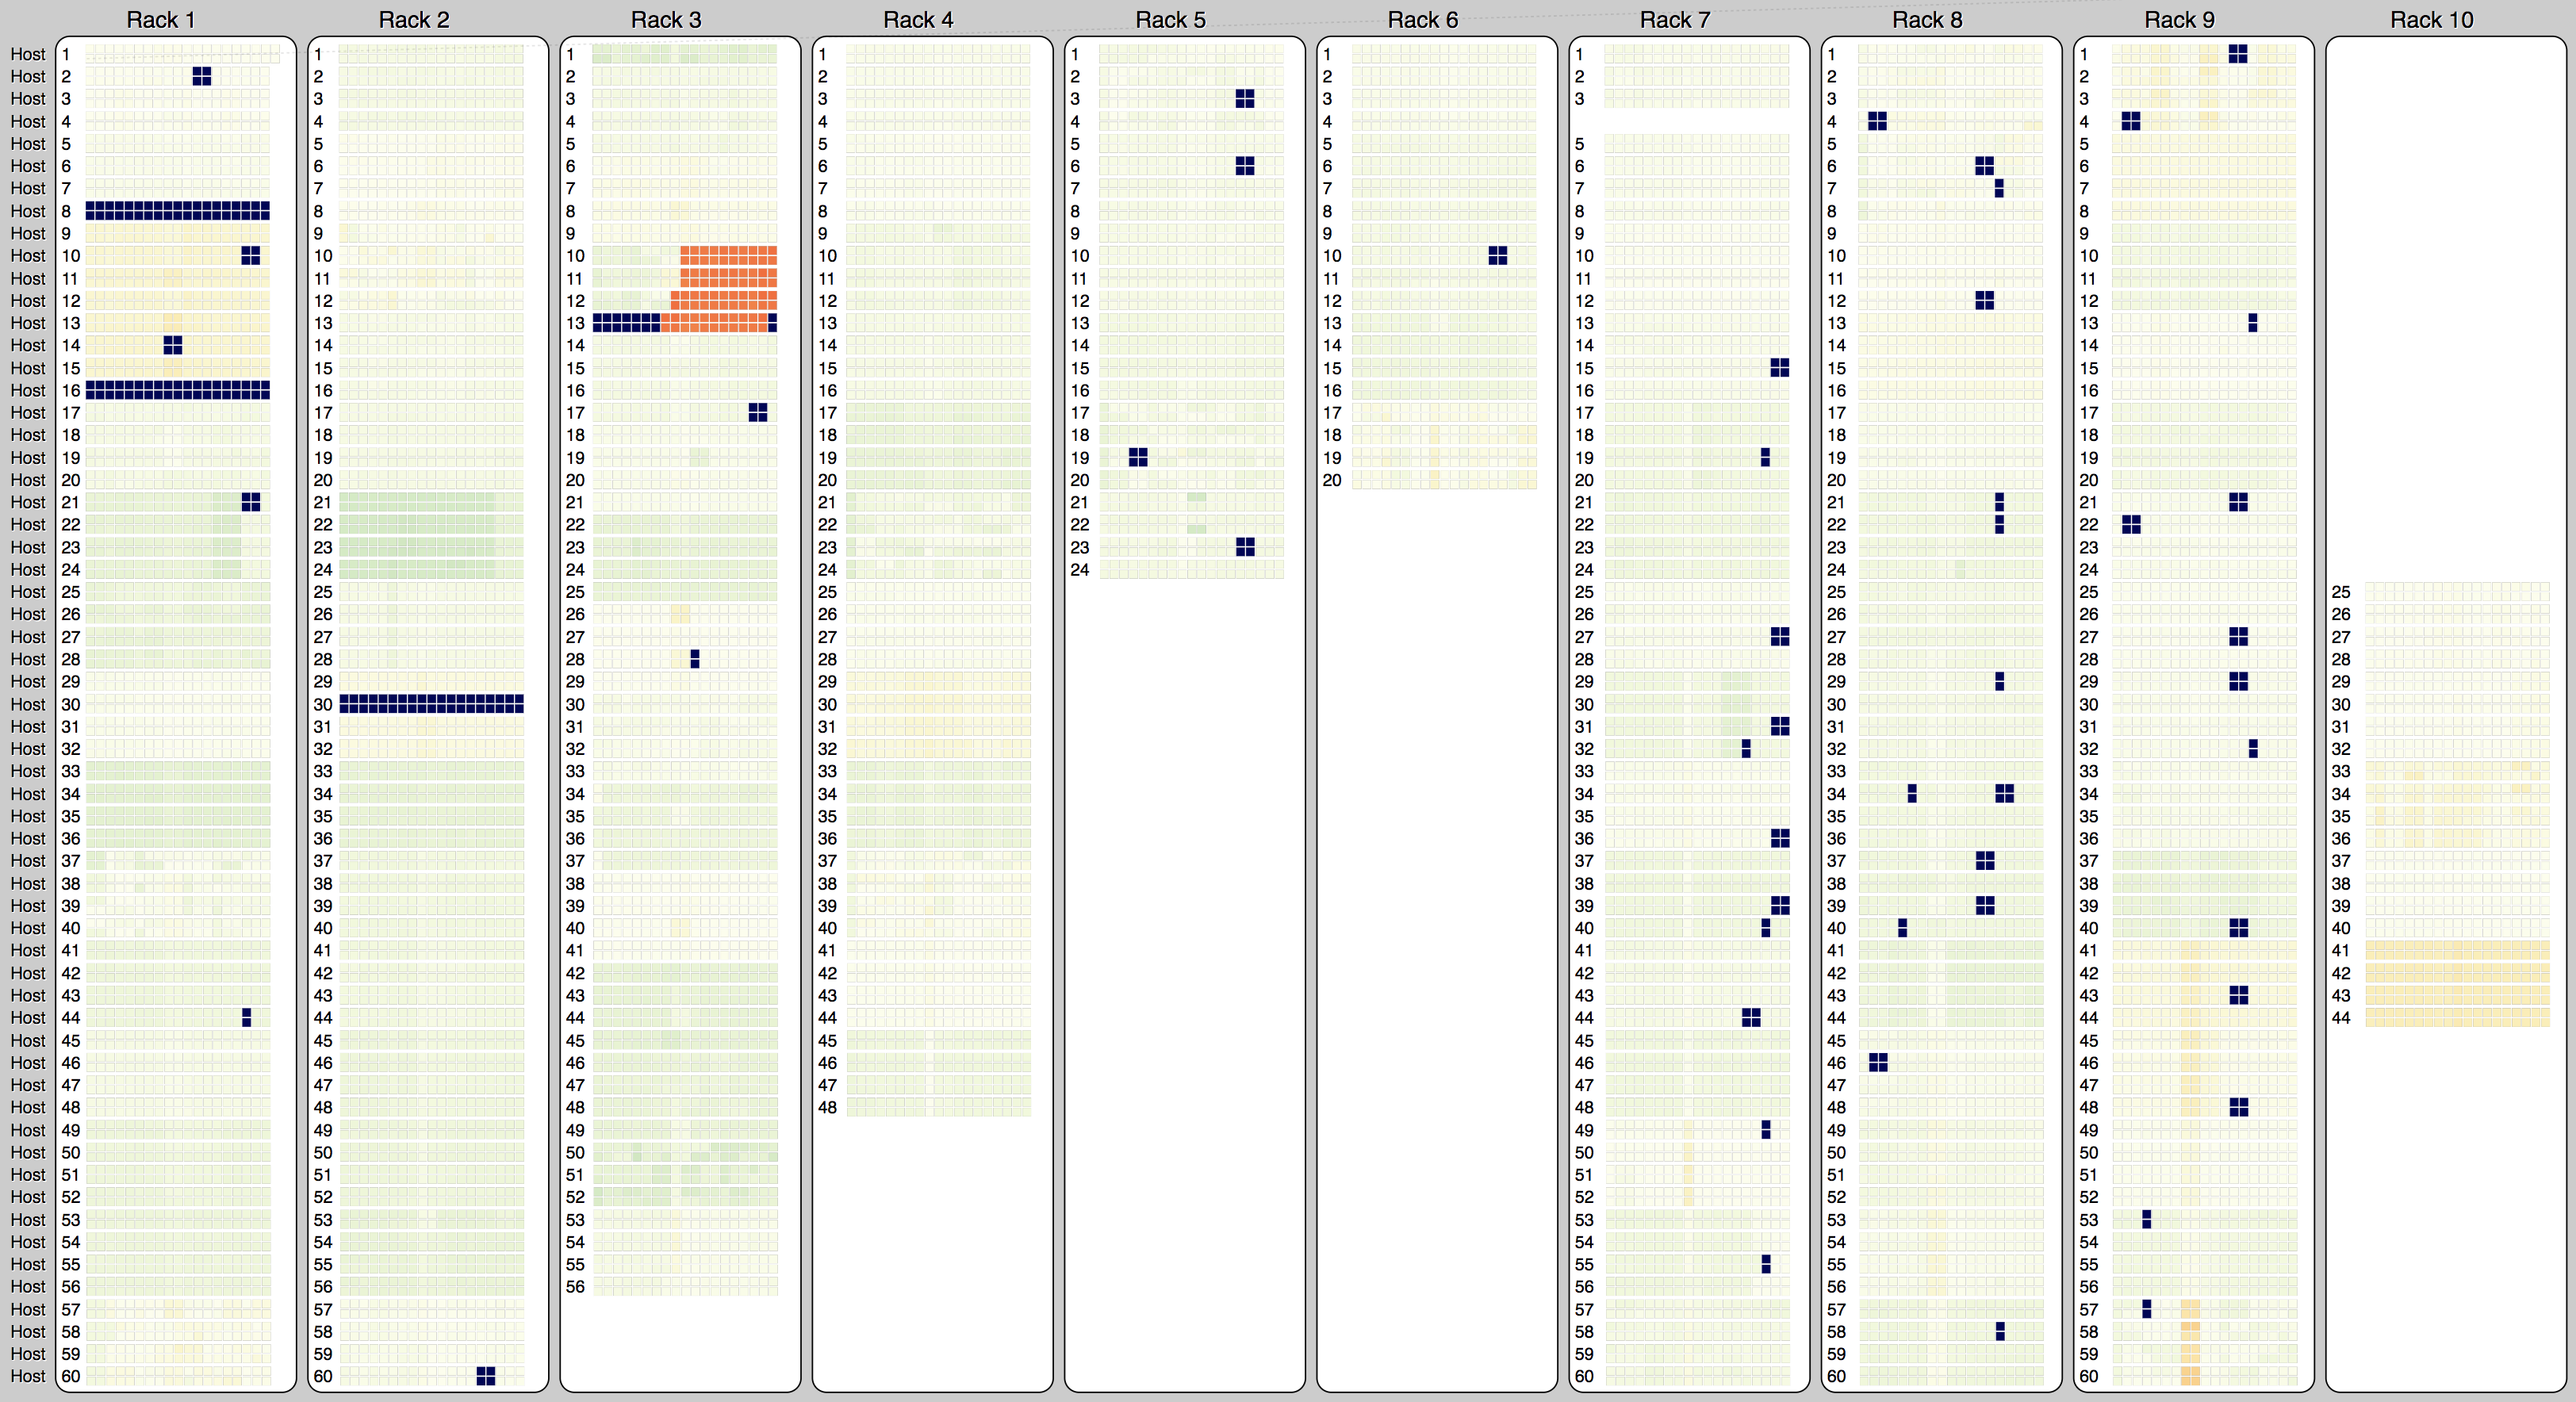 Rack 1 Rack 2 Rack 3 Rack 4 Rack 5 Rack 6 Rack 7 Rack 8 Rack 9 Rack 10
Host 1 1 1 1 1 1 1 1 1
Host 2 2 2 2 2 2 2 2 2
Host 3 3 3 3 3 3 3 3 3
Host 4 4 4 4 4 4 4 4
Host 5 5 5 5 5 5 5 5 5
Host 6 6 6 6 6 6 6 6 6
Host 7 7 7 7 7 7 7 7 7
Host 8 8 8 8 8 8 8 8 8
Host 9 9 9 9 9 9 9 9 9
Host 10 10 10 10 10 10 10 10 10
Host 11 11 11 11 11 11 11 11 11
Host 12 12 12 12 12 12 12 12 12
Host 13 13 13 13 13 13 13 13 13
Host 14 14 14 14 14 14 14 14 14
Host 15 15 15 15 15 15 15 15 15
Host 16 16 16 16 16 16 16 16 16
Host 17 17 17 17 17 17 17 17 17
Host 18 18 18 18 18 18 18 18 18
Host 19 19 19 19 19 19 19 19 19
Host 20 20 20 20 20 20 20 20 20
Host 21 21 21 21 21 21 21 21
Host 22 22 22 22 22 22 22 22
Host 23 23 23 23 23 23 23 23
Host 24 24 24 24 24 24 24 24
Host 25 25 25 25 25 25 25 25
Host 26 26 26 26 26 26 26 26
Host 27 27 27 27 27 27 27 27
Host 28 28 28 28 28 28 28 28
Host 29 29 29 29 29 29 29 29
Host 30 30 30 30 30 30 30 30
Host 31 31 31 31 31 31 31 31
Host 32 32 32 32 32 32 32 32
Host 33 33 33 33 33 33 33 33
Host 34 34 34 34 34 34 34 34
Host 35 35 35 35 35 35 35 35
Host 36 36 36 36 36 36 36 36
Host 37 37 37 37 37 37 37 37
Host 38 38 38 38 38 38 38 38
Host 39 39 39 39 39 39 39 39
Host 40 40 40 40 40 40 40 40
Host 41 41 41 41 41 41 41 41
Host 42 42 42 42 42 42 42 42
Host 43 43 43 43 43 43 43 43
Host 44 44 44 44 44 44 44 44
Host 45 45 45 45 45 45 45
Host 46 46 46 46 46 46 46
Host 47 47 47 47 47 47 47
Host 48 48 48 48 48 48 48
Host 49 49 49 49 49 49
Host 50 50 50 50 50 50
Host 51 51 51 51 51 51
Host 52 52 52 52 52 52
Host 53 53 53 53 53 53
Host 54 54 54 54 54 54
Host 55 55 55 55 55 55
Host 56 56 56 56 56 56
Host 57 57 57 57 57
Host 58 58 58 58 58
Host 59 59 59 59 59
Host 60 60 60 60 60